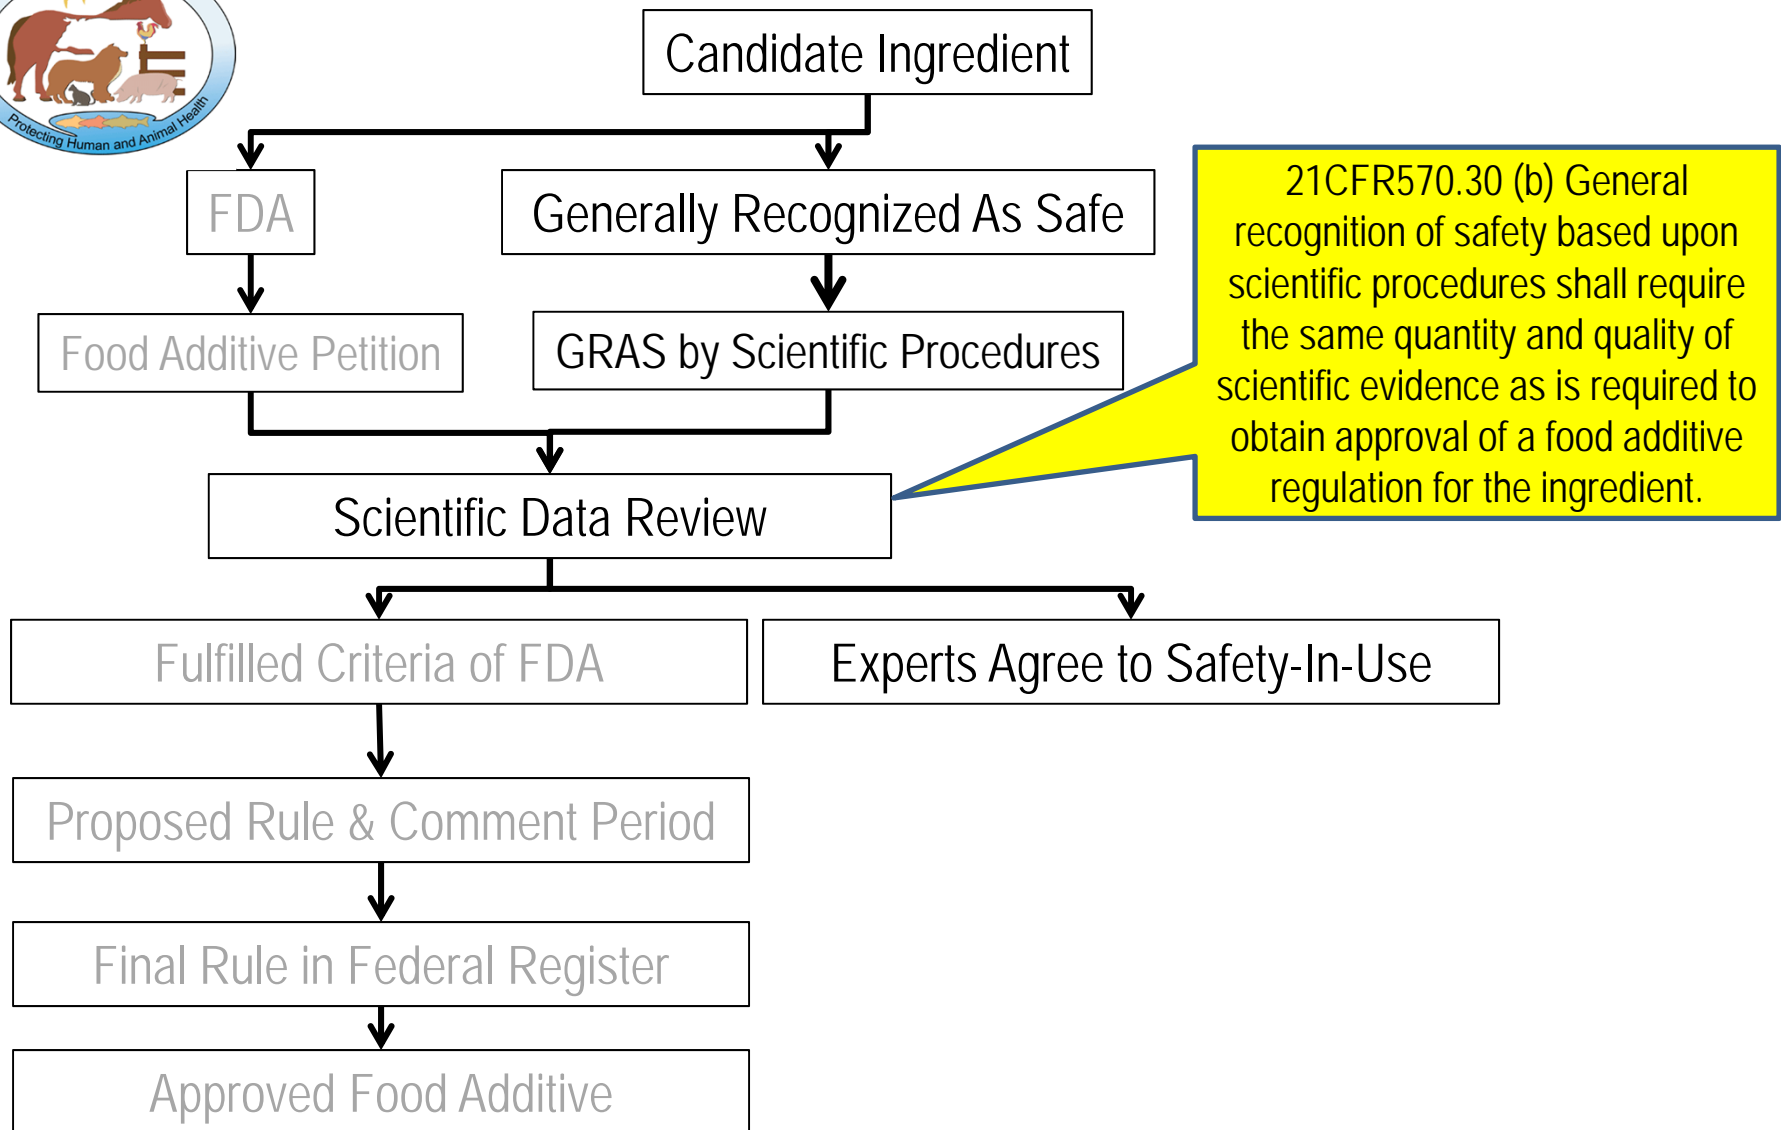 Protecting Human and Animal Health
Candidate Ingredient
FDA
Generally Recognized As Safe
Food Additive Petition
GRAS by Scientific Procedures
21CFR570.30 (b) General
recognition of safety based upon
scientific procedures shall require
the same quantity and quality of
scientific evidence as is required to
obtain approval of a food additive
regulation for the ingredient.
Scientific Data Review
Fulfilled Criteria of FDA
Experts Agree to Safety-In-Use
Proposed Rule & Comment Period
Final Rule in Federal Register
Approved Food Additive